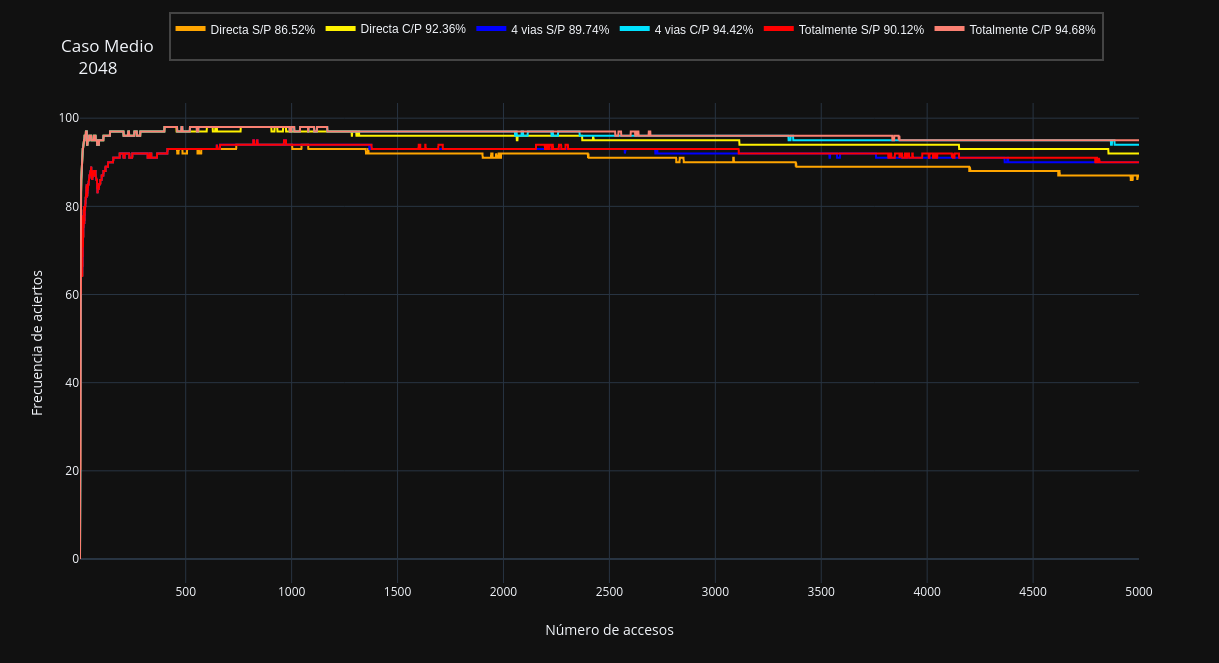 Caso Medio
2048
Directa S/P 86.52%
Directa C/P 92.36%
4 vias S/P 89.74%
4 vias C/P 94.42%
Totalmente S/P 90.12%
Totalmente C/P 94.68%
Frecuencia de aciertos
100
80
60
40
20
0
500
1000
1500
2000
2500
3000
3500
4000
4500
5000
Número de accesos